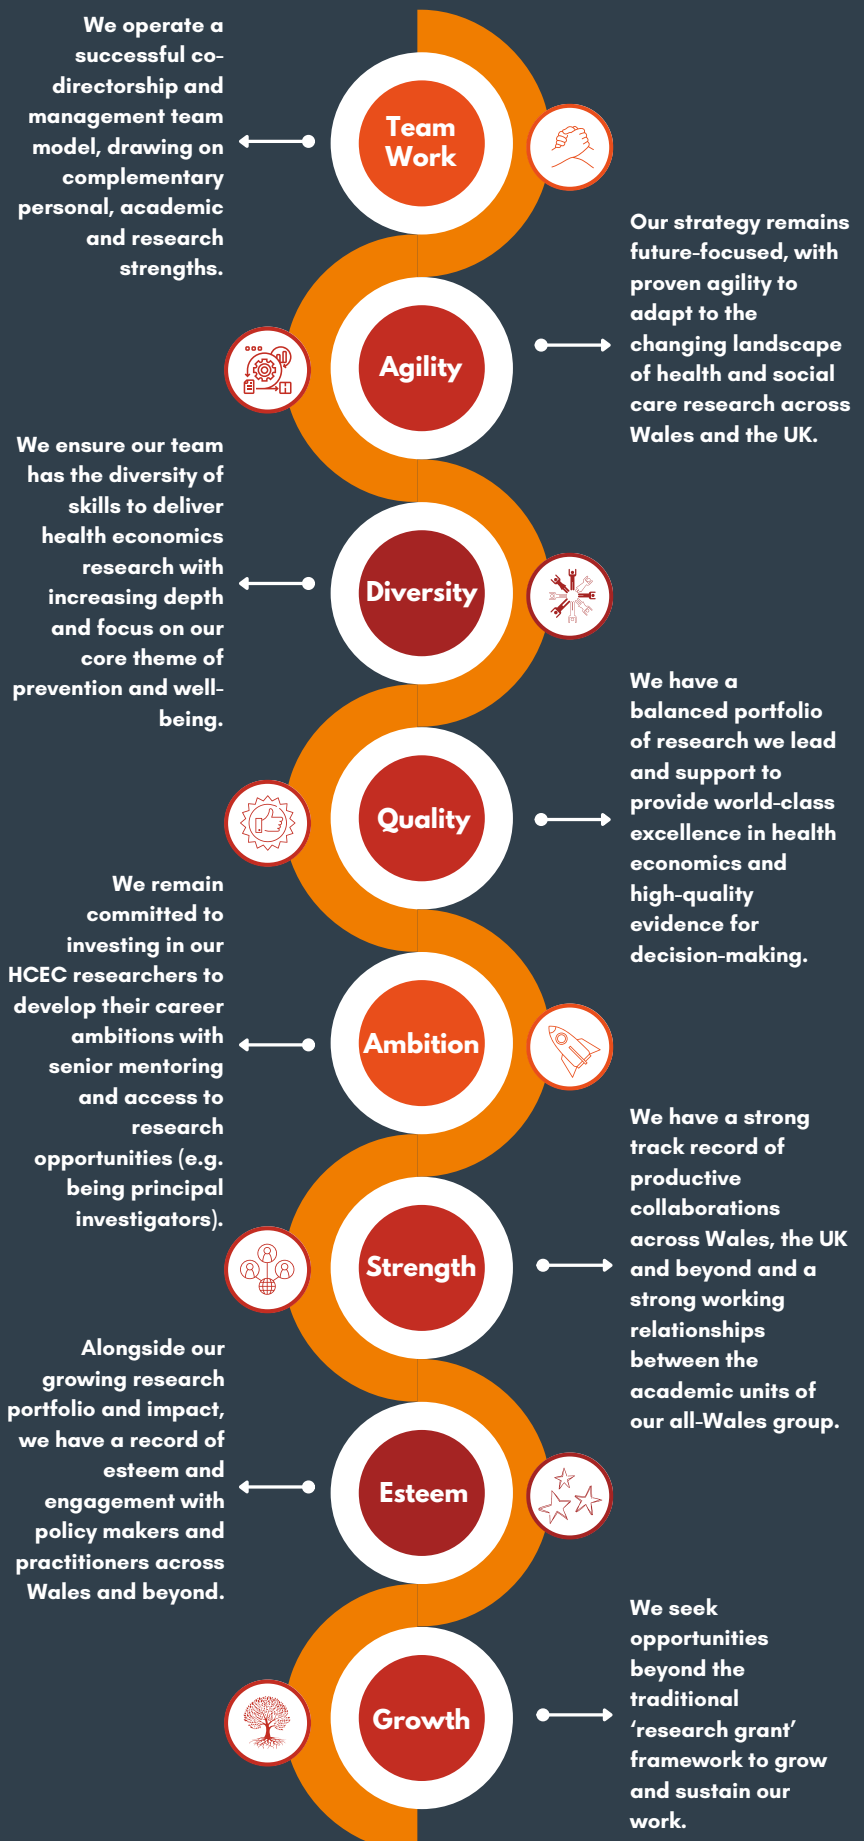 Team
Work
We operate a
successful co-
directorship and
management team
model, drawing on
complementary
personal, academic
and research
strengths.
Agility
Our strategy remains
future-focused, with
proven agility to
adapt to the
changing landscape
of health and social
care research across
Wales and the UK.
Diversity
We ensure our team
has the diversity of
skills to deliver
health economics
research with
increasing depth
and focus on our
core theme of
prevention and well-
being.
Quality
We have a
balanced portfolio
of research we lead
and support to
provide world-class
excellence in health
economics and
high-quality
evidence for
decision-making.
Ambition
We remain
committed to
investing in our
HCEC researchers to
develop their career
ambitions with
senior mentoring
and access to
research
opportunities (e.g.
being principal
investigators).
Strength
We have a strong
track record of
productive
collaborations
across Wales, the UK
and beyond and a
strong working
relationships
between the
academic units of
our all-Wales group.
Esteem
Alongside our
growing research
portfolio and impact,
we have a record of
esteem and
engagement with
policy makers and
practitioners across
Wales and beyond.
Growth
We seek
opportunities
beyond the
traditional
‘research grant’
framework to grow
and sustain our
work.